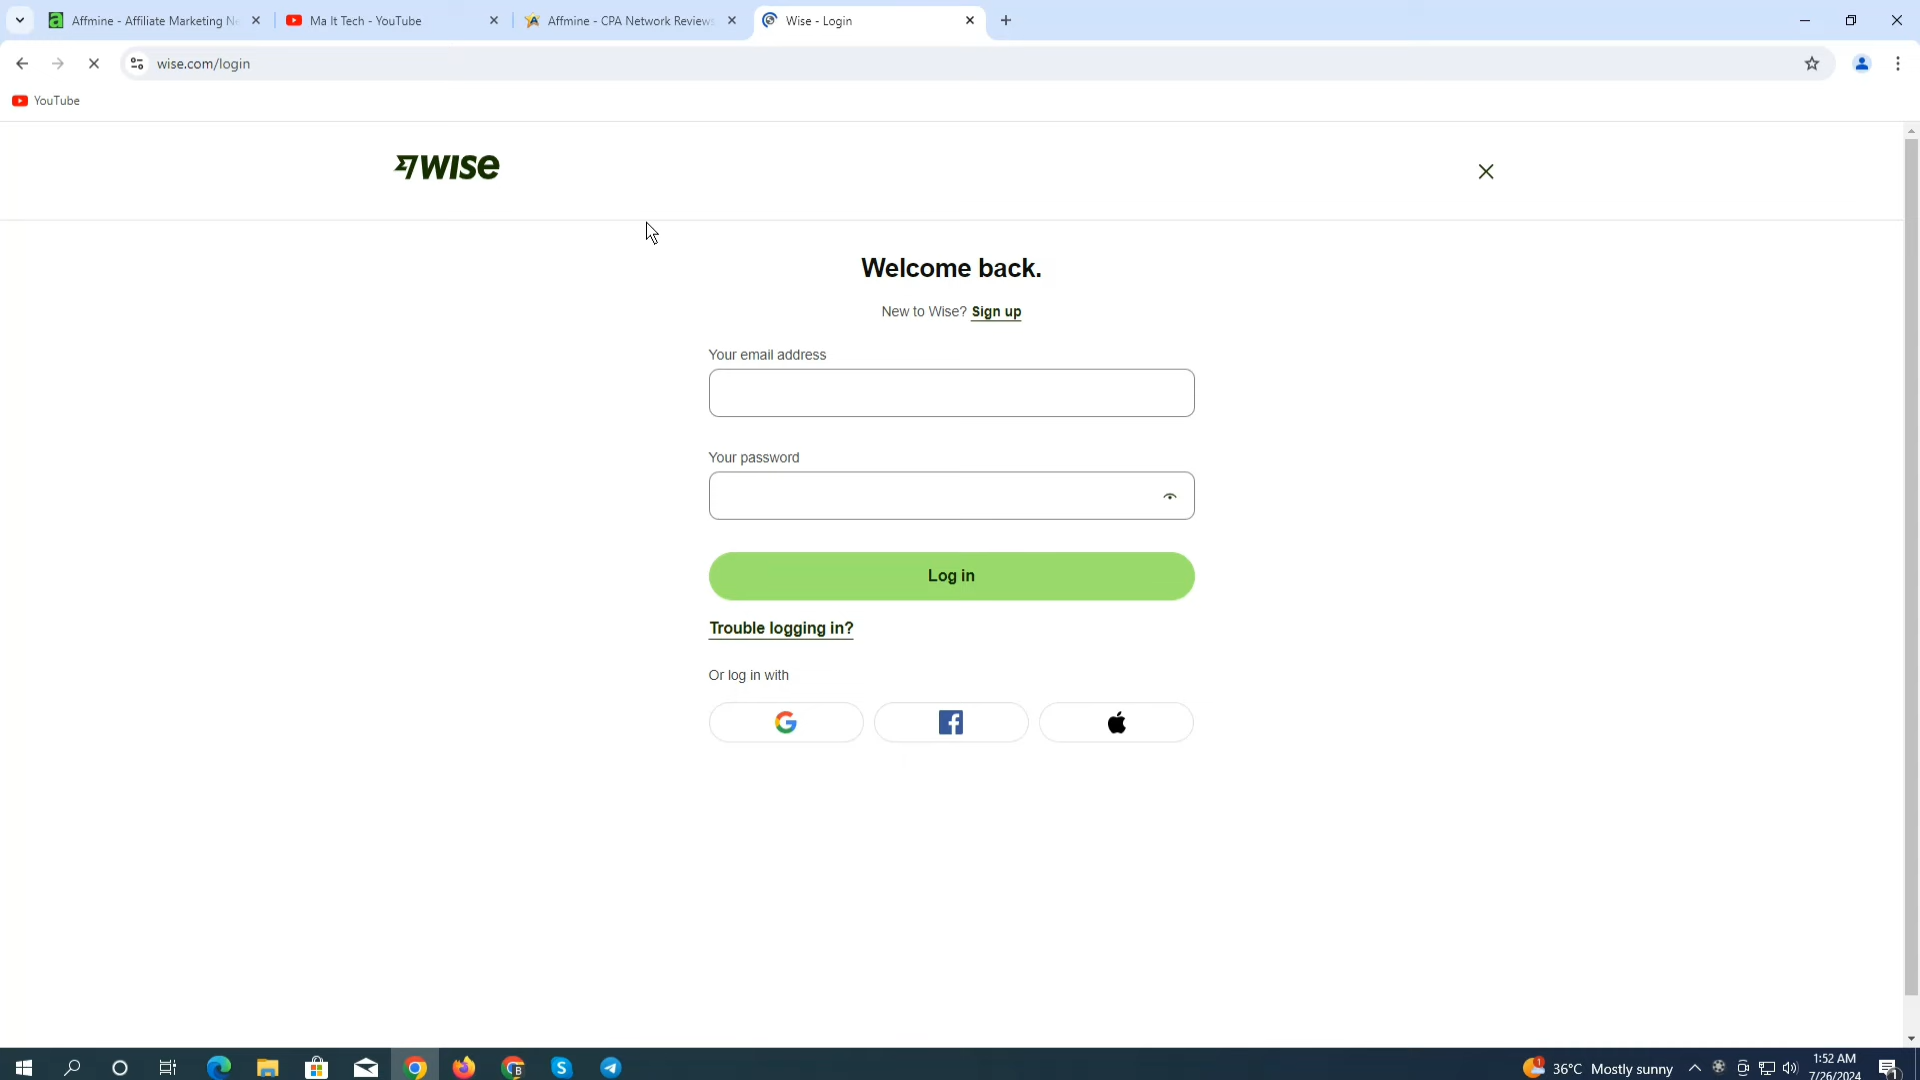 Affmine - Affiliate Marketing Ne
Ma It Tech - YouTube
Affmine - CPA Network Reviews
Wise - Login
wise.com/login
YouTube
WISE
Welcome back.
New to Wise? Sign up
Your email address
Your password
Log in
Trouble logging in?
Or log in with
36°C Mostly sunny
1:52 AM
7/26/2024